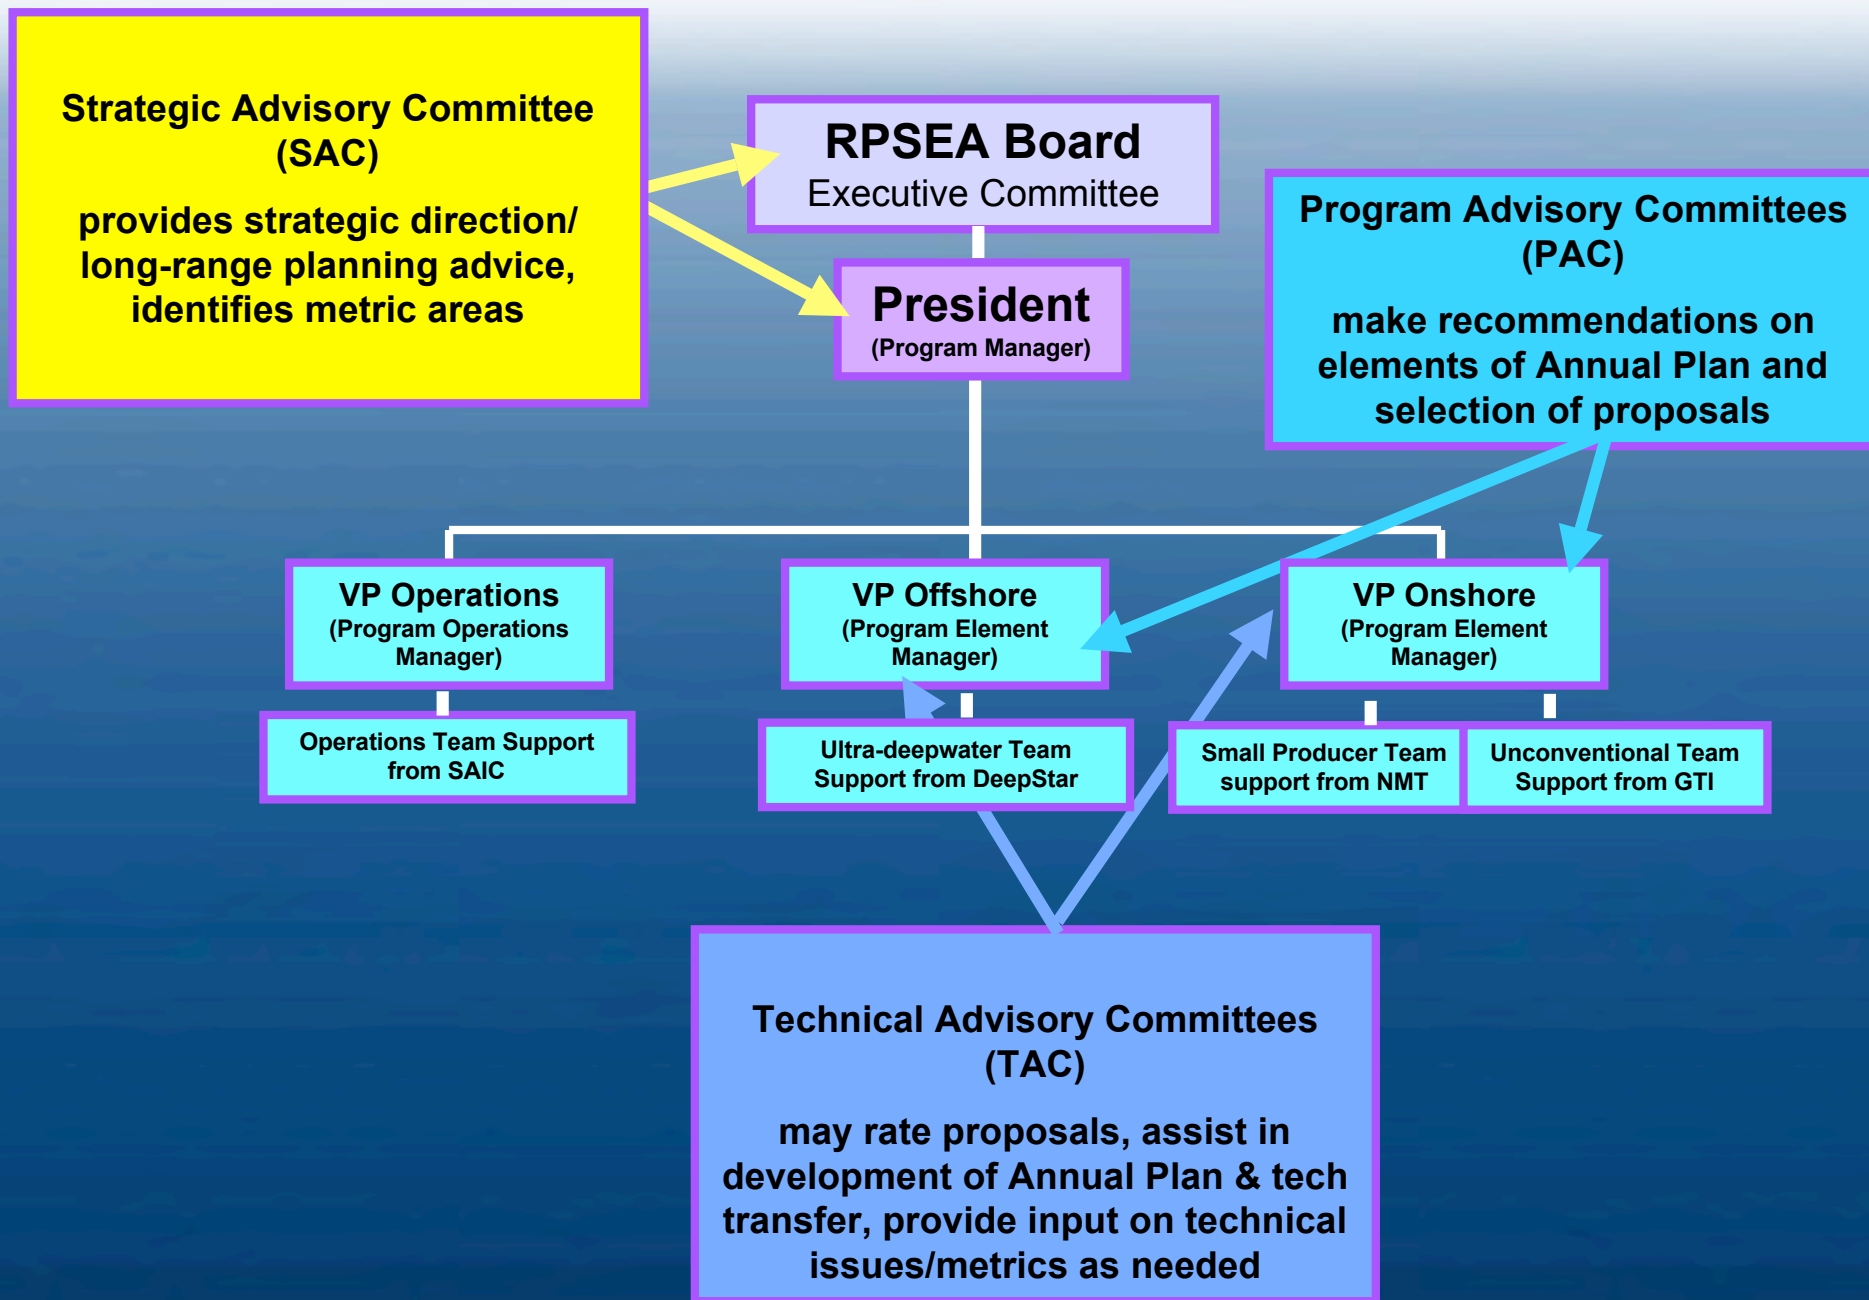 Strategic Advisory Committee
(SAC)
provides strategic direction/
long-range planning advice,
identifies metric areas
RPSEA Board
Executive Committee
President
(Program Manager)
Program Advisory Committees
(PAC)
make recommendations on
elements of Annual Plan and
selection of proposals
VP Operations
(Program Operations
Manager)
VP Offshore
(Program Element
Manager)
VP Onshore
(Program Element
Manager)
Operations Team Support
from SAIC
Ultra-deepwater Team
Support from DeepStar
Small Producer Team
support from NMT
Unconventional Team
Support from GTI
Technical Advisory Committees
(TAC)
may rate proposals, assist in
development of Annual Plan & tech
transfer, provide input on technical
issues/metrics as needed